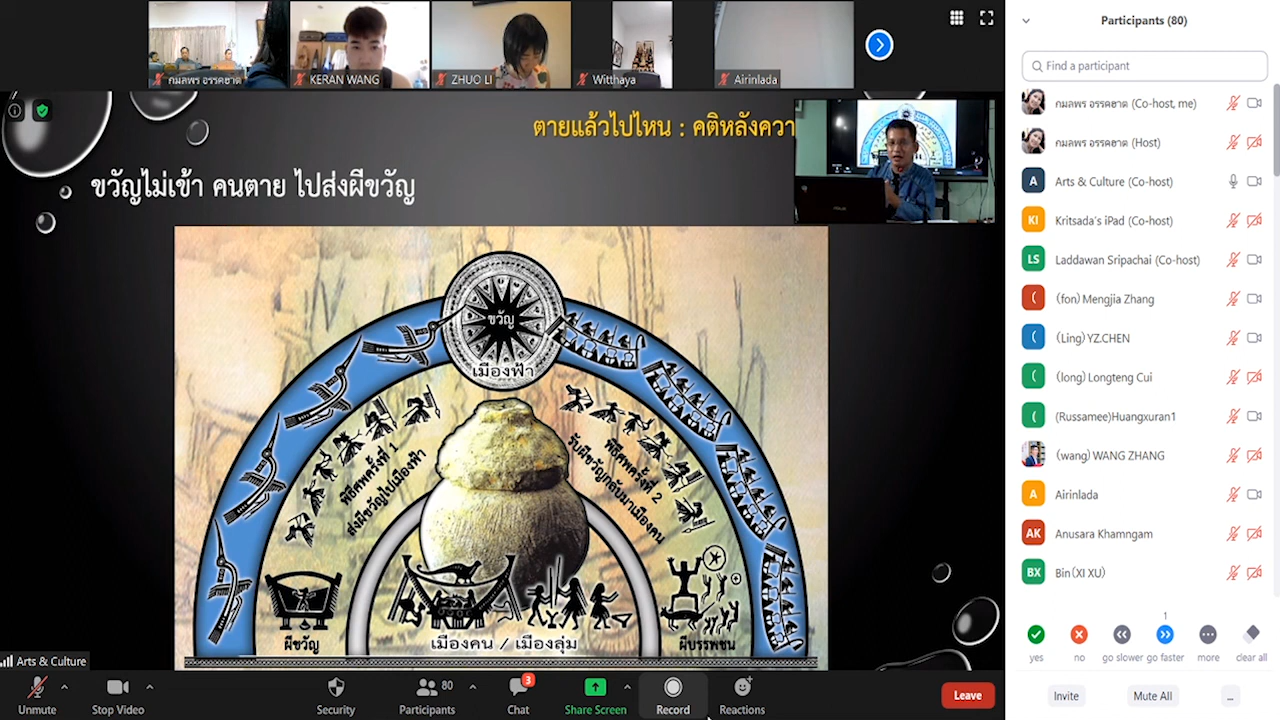 กมลพร อรรคฮาต
KERAN WANG
ZHUO LI
Witthaya
Airinlada
ตายแล้วไปไหน : คติหลังควา
ขวัญไม่เข้า คนตาย ไปส่งผีขวัญ
ขวัญ
เมืองฟ้า
พิธีศพครั้งที่ 1
ส่งผีขวัญไปเมืองฟ้า
พิธีศพครั้งที่ 2
รับผีขวัญกลับมาเมืองคน
ผีขวัญ
เมืองคน / เมืองลุ่ม
ผีบรรพชน
Arts & Culture
Unmute
Stop Video
Security
80
Participants
3
Chat
Share Screen
Record
Reactions
Leave
Participants (80)
Find a participant
กมลพร อรรคฮาต (Co-host, me)
กมลพร อรรคฮาต (Host)
A Arts & Culture (Co-host)
KI Kritsada's iPad (Co-host)
LS Laddawan Sripachai (Co-host)
( (fon) Mengjia Zhang
( (Ling) YZ.CHEN
( (long) Longteng Cui
( (Russamee)Huangxuran1
(wang) WANG ZHANG
A Airinlada
AK Anusara Khamngam
BX Bin(XI XU)
1
yes
no
go slower
go faster
more
clear all
Invite
Mute All
...